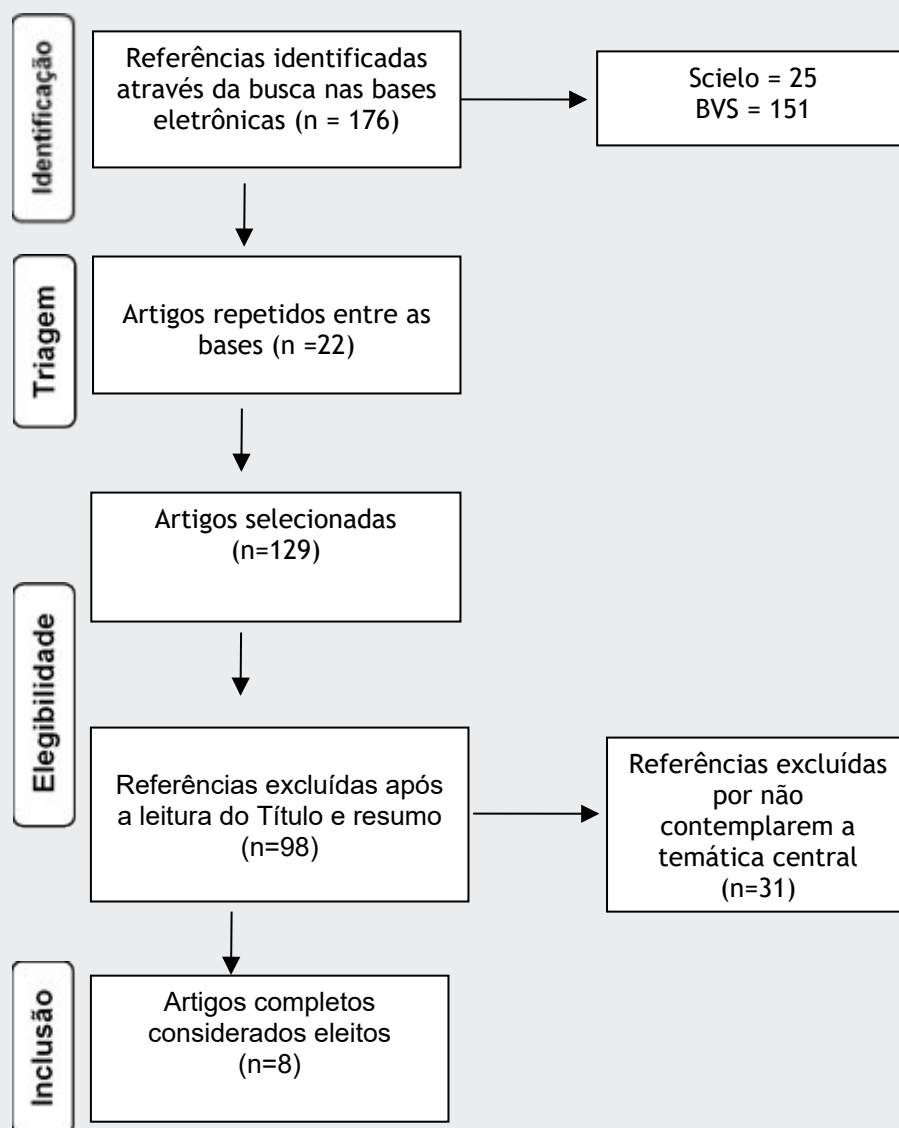 Identificação
Referências identificadas
através da busca nas bases
eletrônicas (n = 176)
Scielo = 25
BVS = 151
Triagem
Artigos repetidos entre as
bases (n =22)
Artigos selecionadas
(n=129)
Elegibilidade
Referências excluídas após
a leitura do Título e resumo
(n=98)
Referências excluídas
por não
contemplarem a
temática central
(n=31)
Inclusão
Artigos completos
considerados eleitos
(n=8)